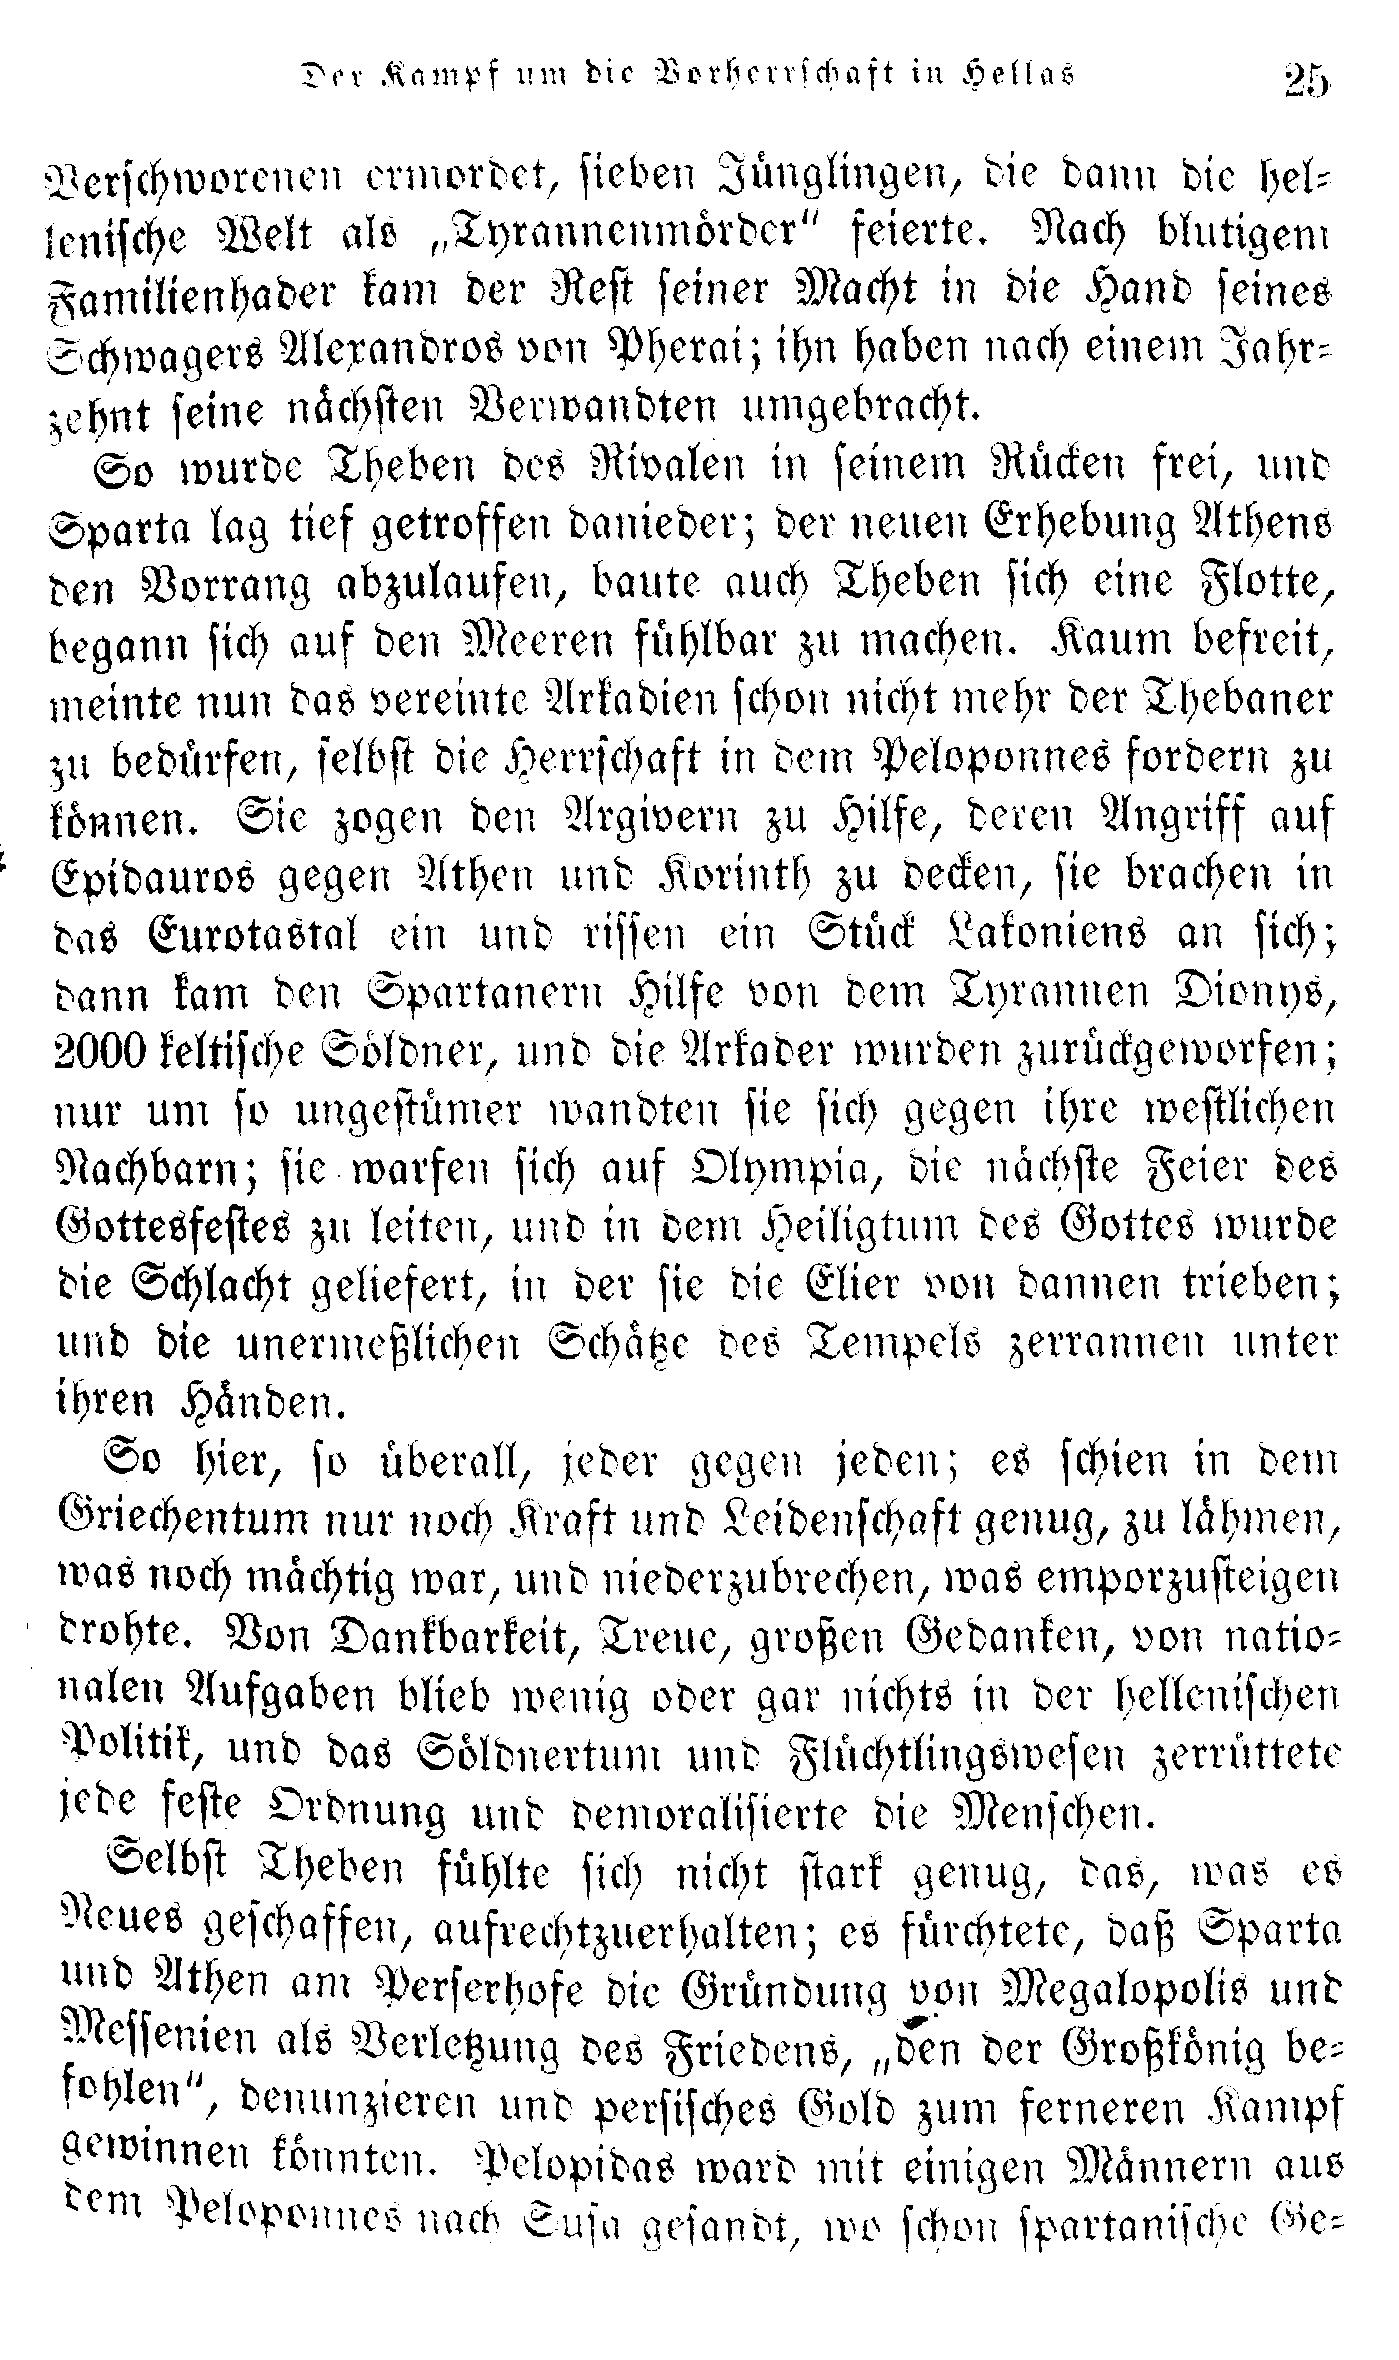 Der Kampf um die Vorherrschaft in Hellas 25
Verschworenen ermordet, sieben Jünglingen, die dann die hel-
lenische Welt als „Tyrannenmörder“ feierte. Nach blutigem
Familienhader kam der Rest seiner Macht in die Hand seines
Schwagers Alexandros von Pherai; ihn haben nach einem Jahr-
zehnt seine nächsten Verwandten umgebracht.
So wurde Theben des Rivalen in seinem Rücken frei, und
Sparta lag tief getroffen danieder; der neuen Erhebung Athens
den Vorrang abzulaufen, baute auch Theben sich eine Flotte,
begann sich auf den Meeren fühlbar zu machen. Kaum befreit,
meinte nun das vereinte Arkadien schon nicht mehr der Thebaner
zu bedürfen, selbst die Herrschaft in dem Peloponnes fordern zu
können. Sie zogen den Argivern zu Hilfe, deren Angriff auf
Epidauros gegen Athen und Korinth zu decken, sie brachen in
das Eurotastal ein und rissen ein Stück Lakoniens an sich;
dann kam den Spartanern Hilfe von dem Tyrannen Dionys,
2000 keltische Söldner, und die Arkader wurden zurückgeworfen;
nur um so ungestümer wandten sie sich gegen ihre westlichen
Nachbarn; sie warfen sich auf Olympia, die nächste Feier des
Gottesfestes zu leiten, und in dem Heiligtum des Gottes wurde
die Schlacht geliefert, in der sie die Elier von dannen trieben;
und die unermeßlichen Schätze des Tempels zerrannen unter
ihren Händen.
So hier, so überall, jeder gegen jeden; es schien in dem
Griechentum nur noch Kraft und Leidenschaft genug, zu lähmen,
was noch mächtig war, und niederzubrechen, was emporzusteigen
drohte. Von Dankbarkeit, Treue, großen Gedanken, von natio-
nalen Aufgaben blieb wenig oder gar nichts in der hellenischen
Politik, und das Söldnertum und Flüchtlingswesen zerrüttete
jede feste Ordnung und demoralisierte die Menschen.
Selbst Theben fühlte sich nicht stark genug, das, was es
Neues geschaffen, aufrechtzuerhalten; es fürchtete, daß Sparta
und Athen am Perserhofe die Gründung von Megalopolis und
Messenien als Verletzung des Friedens, „den der Großkönig be-
fohlen“, denunzieren und persisches Gold zum ferneren Kampf
gewinnen könnten. Pelopidas ward mit einigen Männern aus
dem Peloponnes nach Susa gesandt, wo schon spartanische Ge-